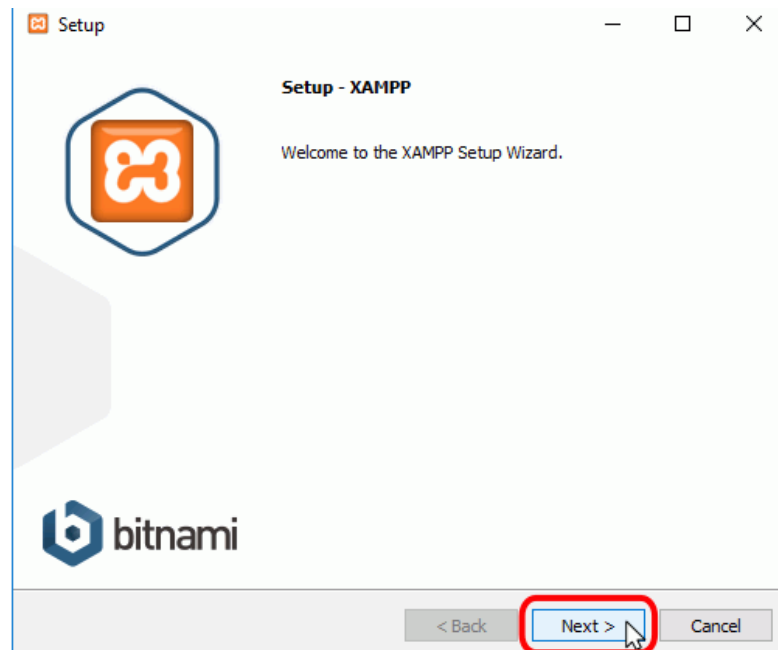 Setup
Setup - XAMPP
Welcome to the XAMPP Setup Wizard.
bitnami
< Back Next > Cancel